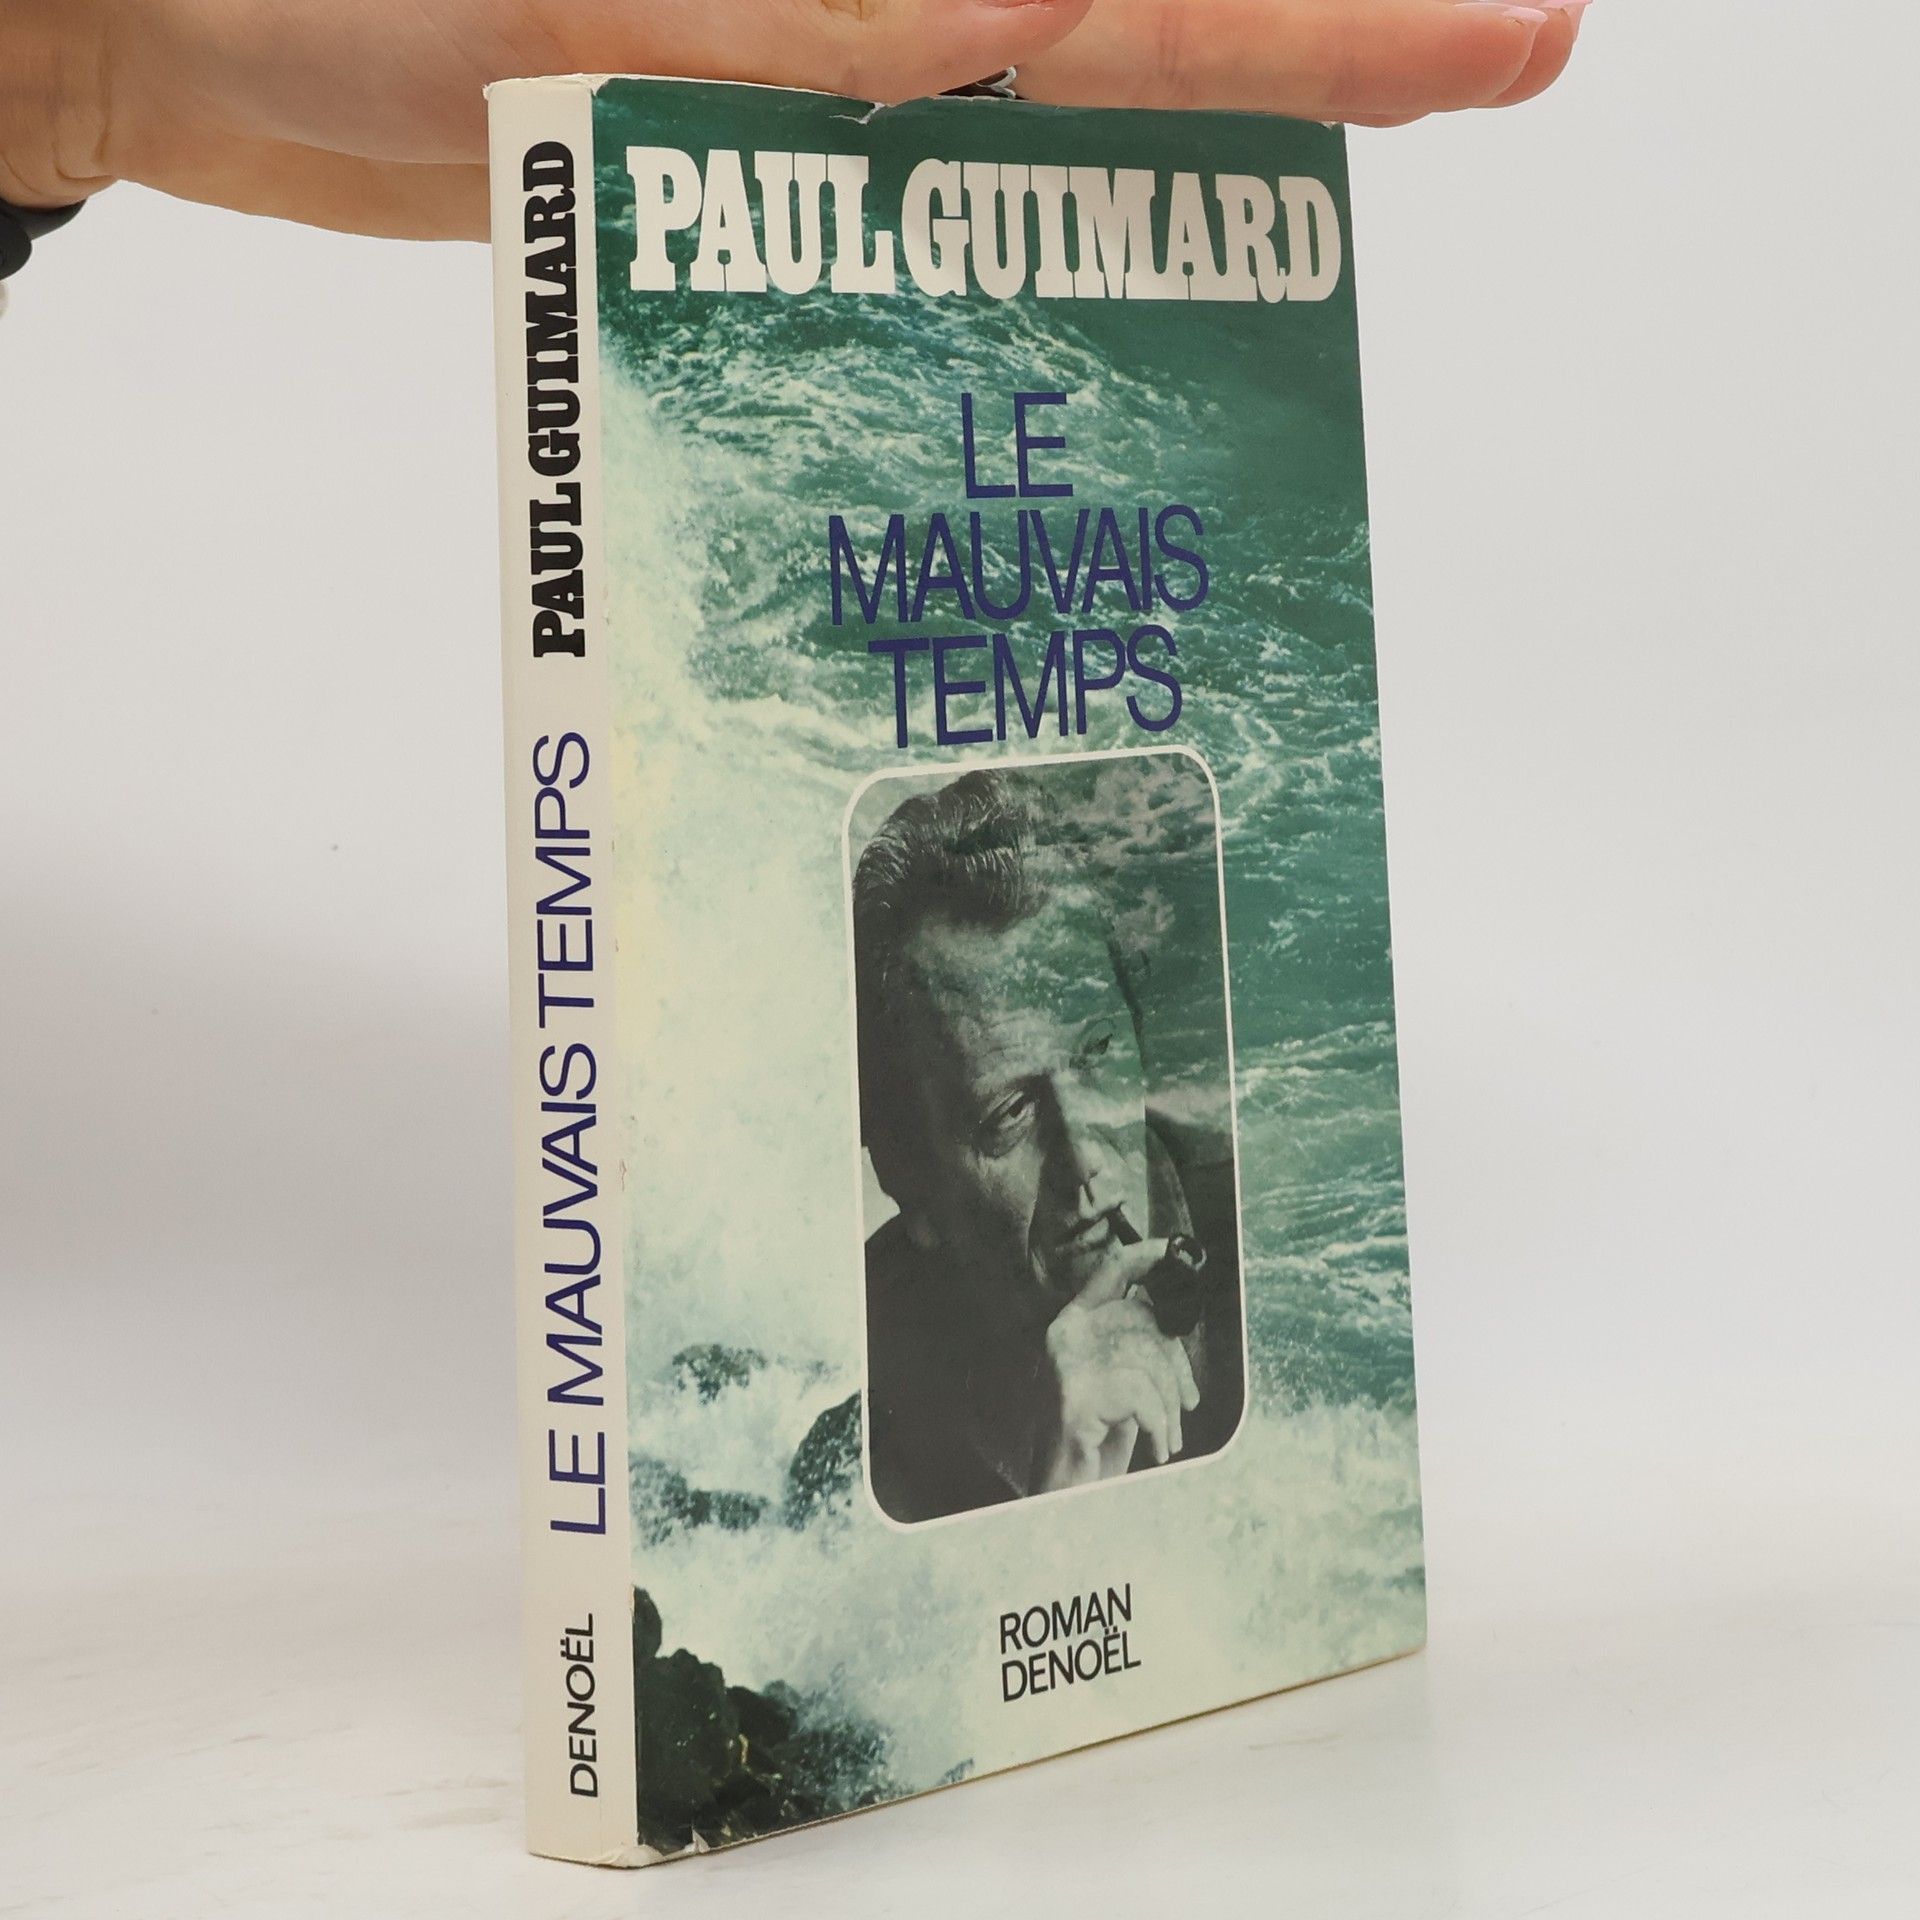 PAUL GUIMARD
LE MAUVAIS TEMPS
DENOËL
PAUL GUIMARD
LE
MAUVAIS
TEMPS
ROMAN
DENOËL